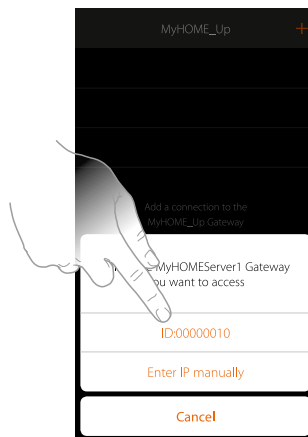 MyHOME_Up +
Add a connection to the
MyHOME_Up Gateway
MyHOMEServer1 Gateway
you want to access
ID:00000010
Enter IP manually
Cancel